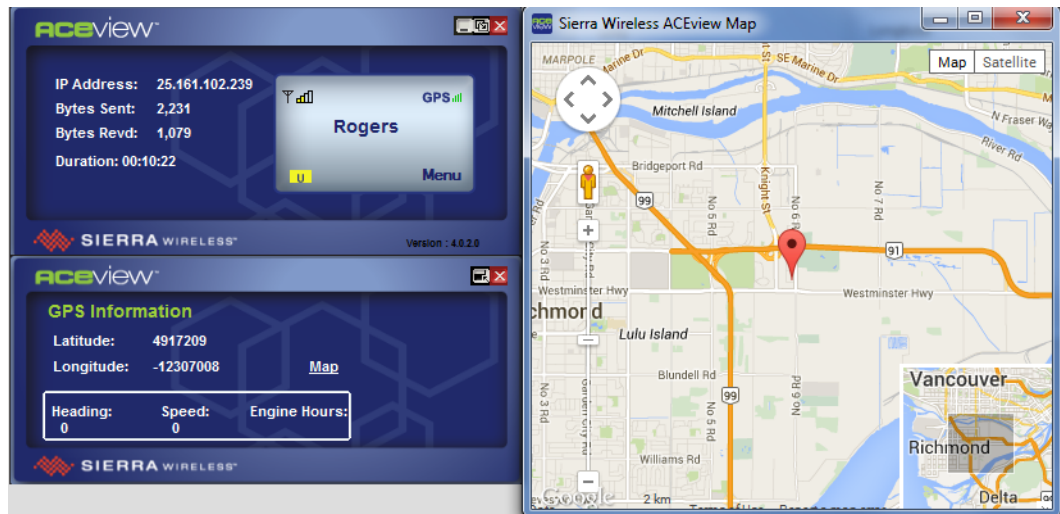 ACEview
IP Address: 25.161.102.239
Bytes Sent: 2,231
Bytes Revd: 1,079
Duration: 00:10:22
GPS
Rogers
U
Menu
SIERRA WIRELESS
Version : 4.0.2.0
ACEview
GPS Information
Latitude: 4917209
Longitude: -12307008 Map
Heading: Speed: Engine Hours:
0 0
SIERRA WIRELESS
Sierra Wireless ACEview Map
Map Satellite
MARPOLE
SE Marine Dr
Mitchell Island
N Fraser
River Rd
Bridgeport Rd
Knight St
99
No 3 Rd
No 5 Rd
No 6 Rd
No 7 Rd
91
Westminster Hwy
Westminster Hwy
Lulu Island
Blundell Rd
99
No 3 Rd
No 5 Rd
No 6 Rd
Williams Rd
Google
2 km
Vancouver
Richmond
Delta